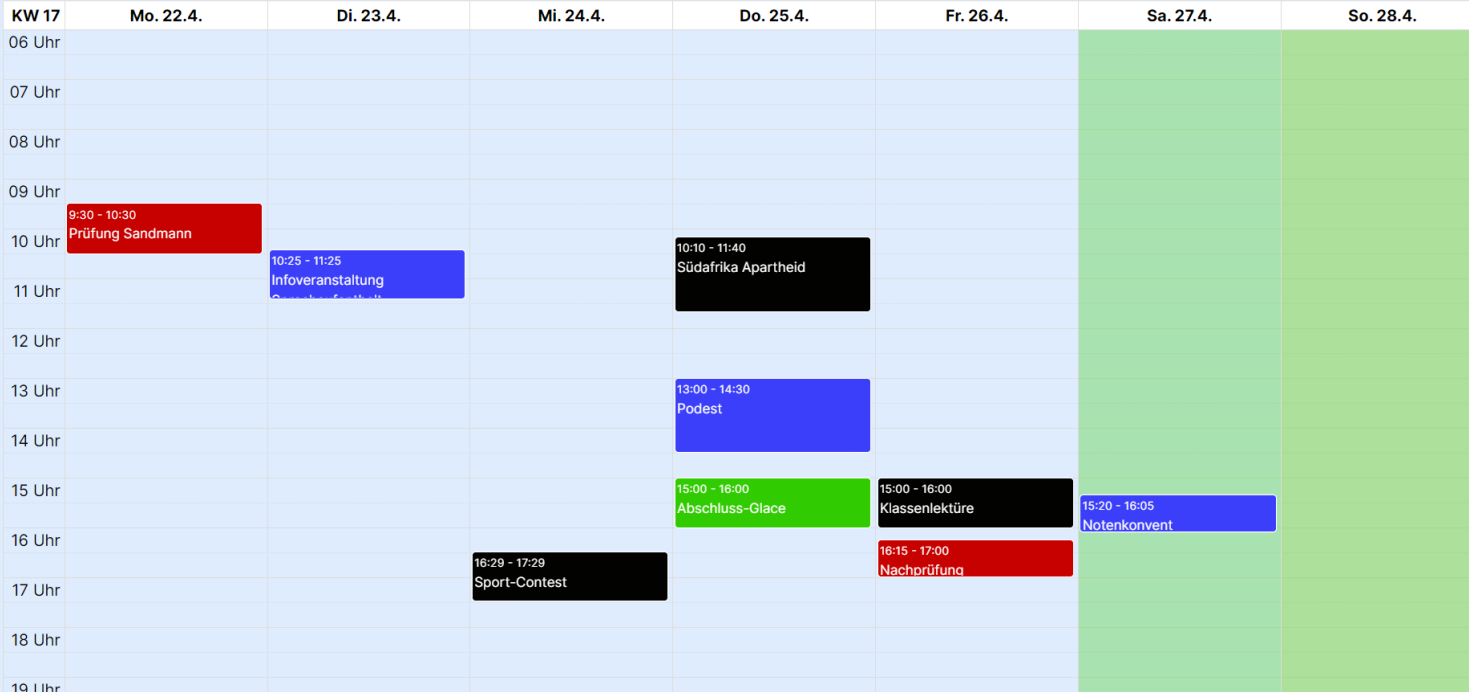 KW 17 Mo. 22.4. Di. 23.4. Mi. 24.4. Do. 25.4. Fr. 26.4. Sa. 27.4. So. 28.4.
06 Uhr
07 Uhr
08 Uhr
09 Uhr
9:30 - 10:30
Prüfung Sandmann
10 Uhr
10:10 - 11:40
Südafrika Apartheid
10:25 - 11:25
Infoveranstaltung
11 Uhr
12 Uhr
13 Uhr
13:00 - 14:30
Podest
14 Uhr
15 Uhr
15:00 - 16:00
Abschluss-Glace
15:00 - 16:00
Klassenlektüre
15:20 - 16:05
Notenkonvent
16 Uhr
16:15 - 17:00
Nachprüfung
16:29 - 17:29
Sport-Contest
17 Uhr
18 Uhr
19 Uhr